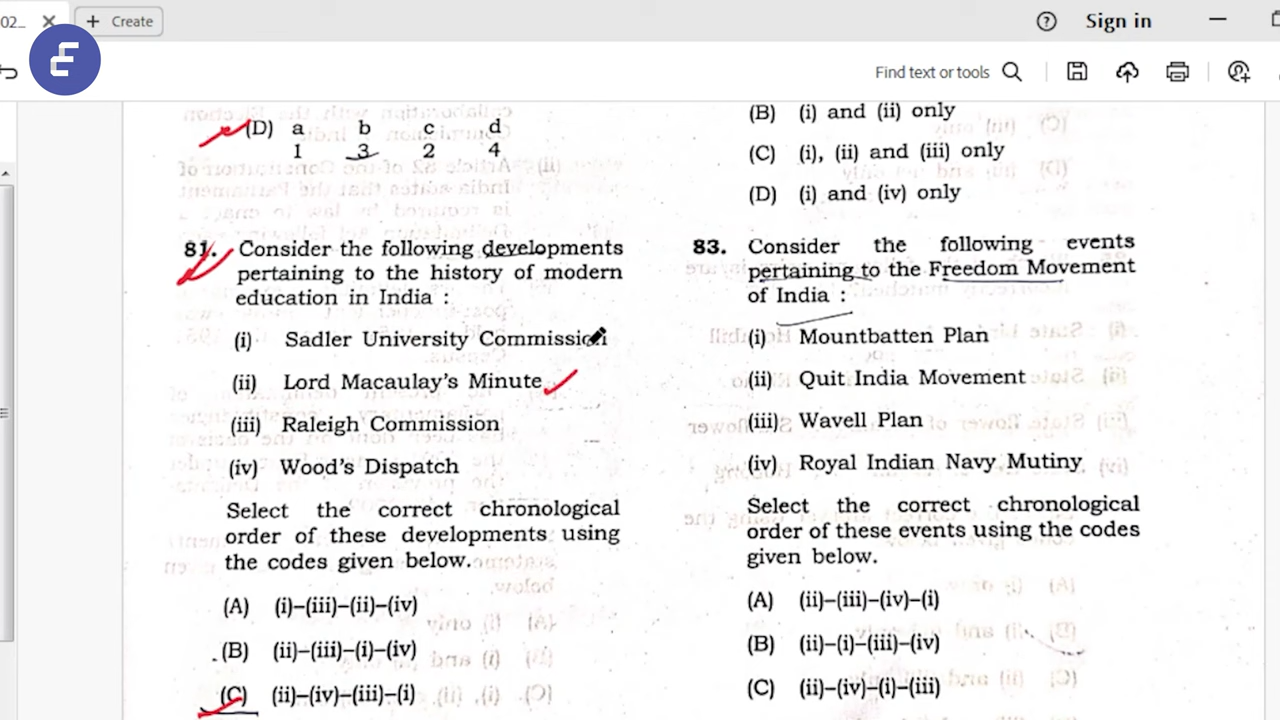 02_
Create
Sign in
Find text or tools
(D) a b c d
1 3 2 4
81. Consider the following developments
pertaining to the history of modern
education in India :
(i) Sadler University Commission
(ii) Lord Macaulay's Minute
(iii) Raleigh Commission
(iv) Wood's Dispatch
Select the correct chronological
order of these developments using
the codes given below.
(A) (i)–(iii)–(ii)–(iv)
(B) (ii)–(iii)–(i)–(iv)
(C) (ii)–(iv)–(iii)–(i)
(B) (i) and (ii) only
(C) (i), (ii) and (iii) only
(D) (i) and (iv) only
83. Consider the following events
pertaining to the Freedom Movement
of India :
(i) Mountbatten Plan
(ii) Quit India Movement
(iii) Wavell Plan
(iv) Royal Indian Navy Mutiny
Select the correct chronological
order of these events using the codes
given below.
(A) (ii)–(iii)–(iv)–(i)
(B) (ii)–(i)–(iii)–(iv)
(C) (ii)–(iv)–(i)–(iii)